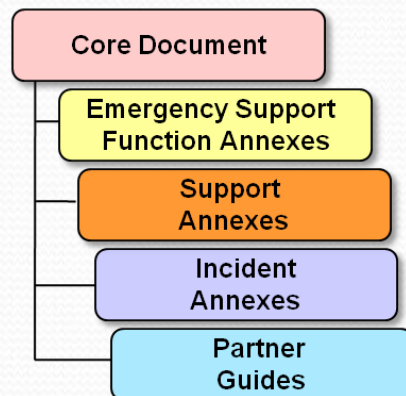 Core Document
Emergency Support
Function Annexes
Support
Annexes
Incident
Annexes
Partner
Guides